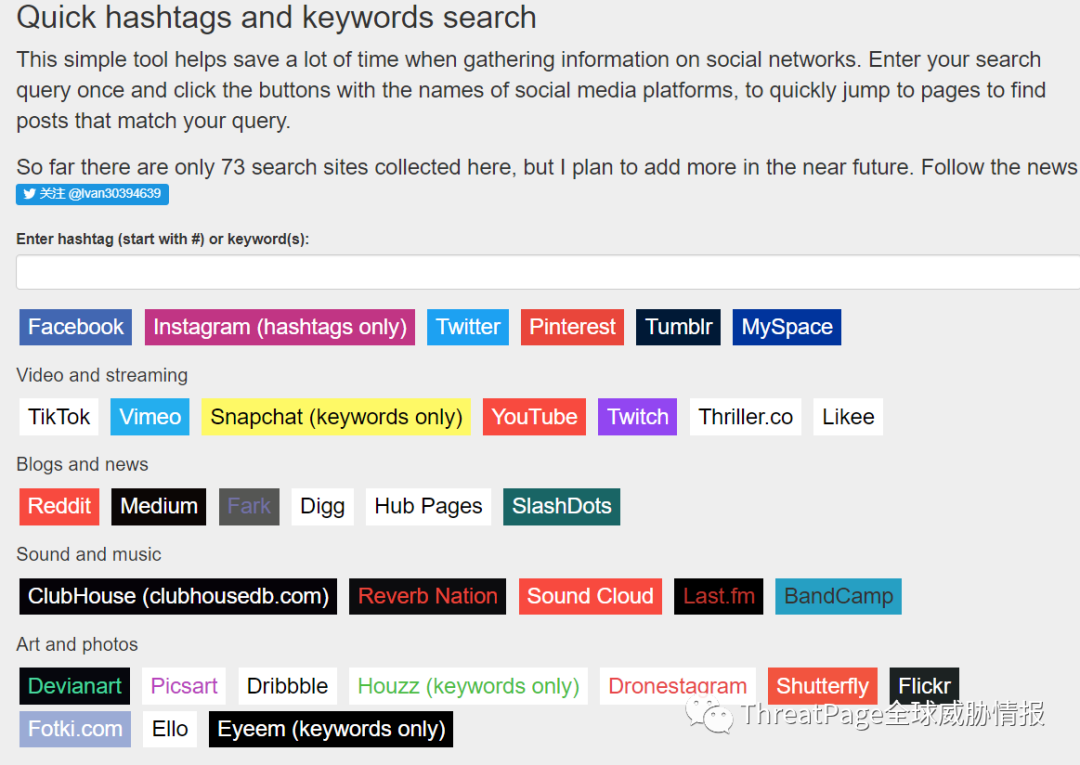 Quick hashtags and keywords search
This simple tool helps save a lot of time when gathering information on social networks. Enter your search
query once and click the buttons with the names of social media platforms, to quickly jump to pages to find
posts that match your query.
So far there are only 73 search sites collected here, but I plan to add more in the near future. Follow the news
关注 @Ivan30394639
Enter hashtag (start with #) or keyword(s):
Facebook Instagram (hashtags only) Twitter Pinterest Tumblr MySpace
Video and streaming
TikTok Vimeo Snapchat (keywords only) YouTube Twitch Thriller.co Likee
Blogs and news
Reddit Medium Fark Digg Hub Pages SlashDots
Sound and music
ClubHouse (clubhousedb.com) Reverb Nation Sound Cloud Last.fm BandCamp
Art and photos
Devianart Picsart Dribbble Houzz (keywords only) Dronestagram Shutterfly Flickr
ThreatPage全球威胁情报
Fotki.com Ello Eyeem (keywords only)